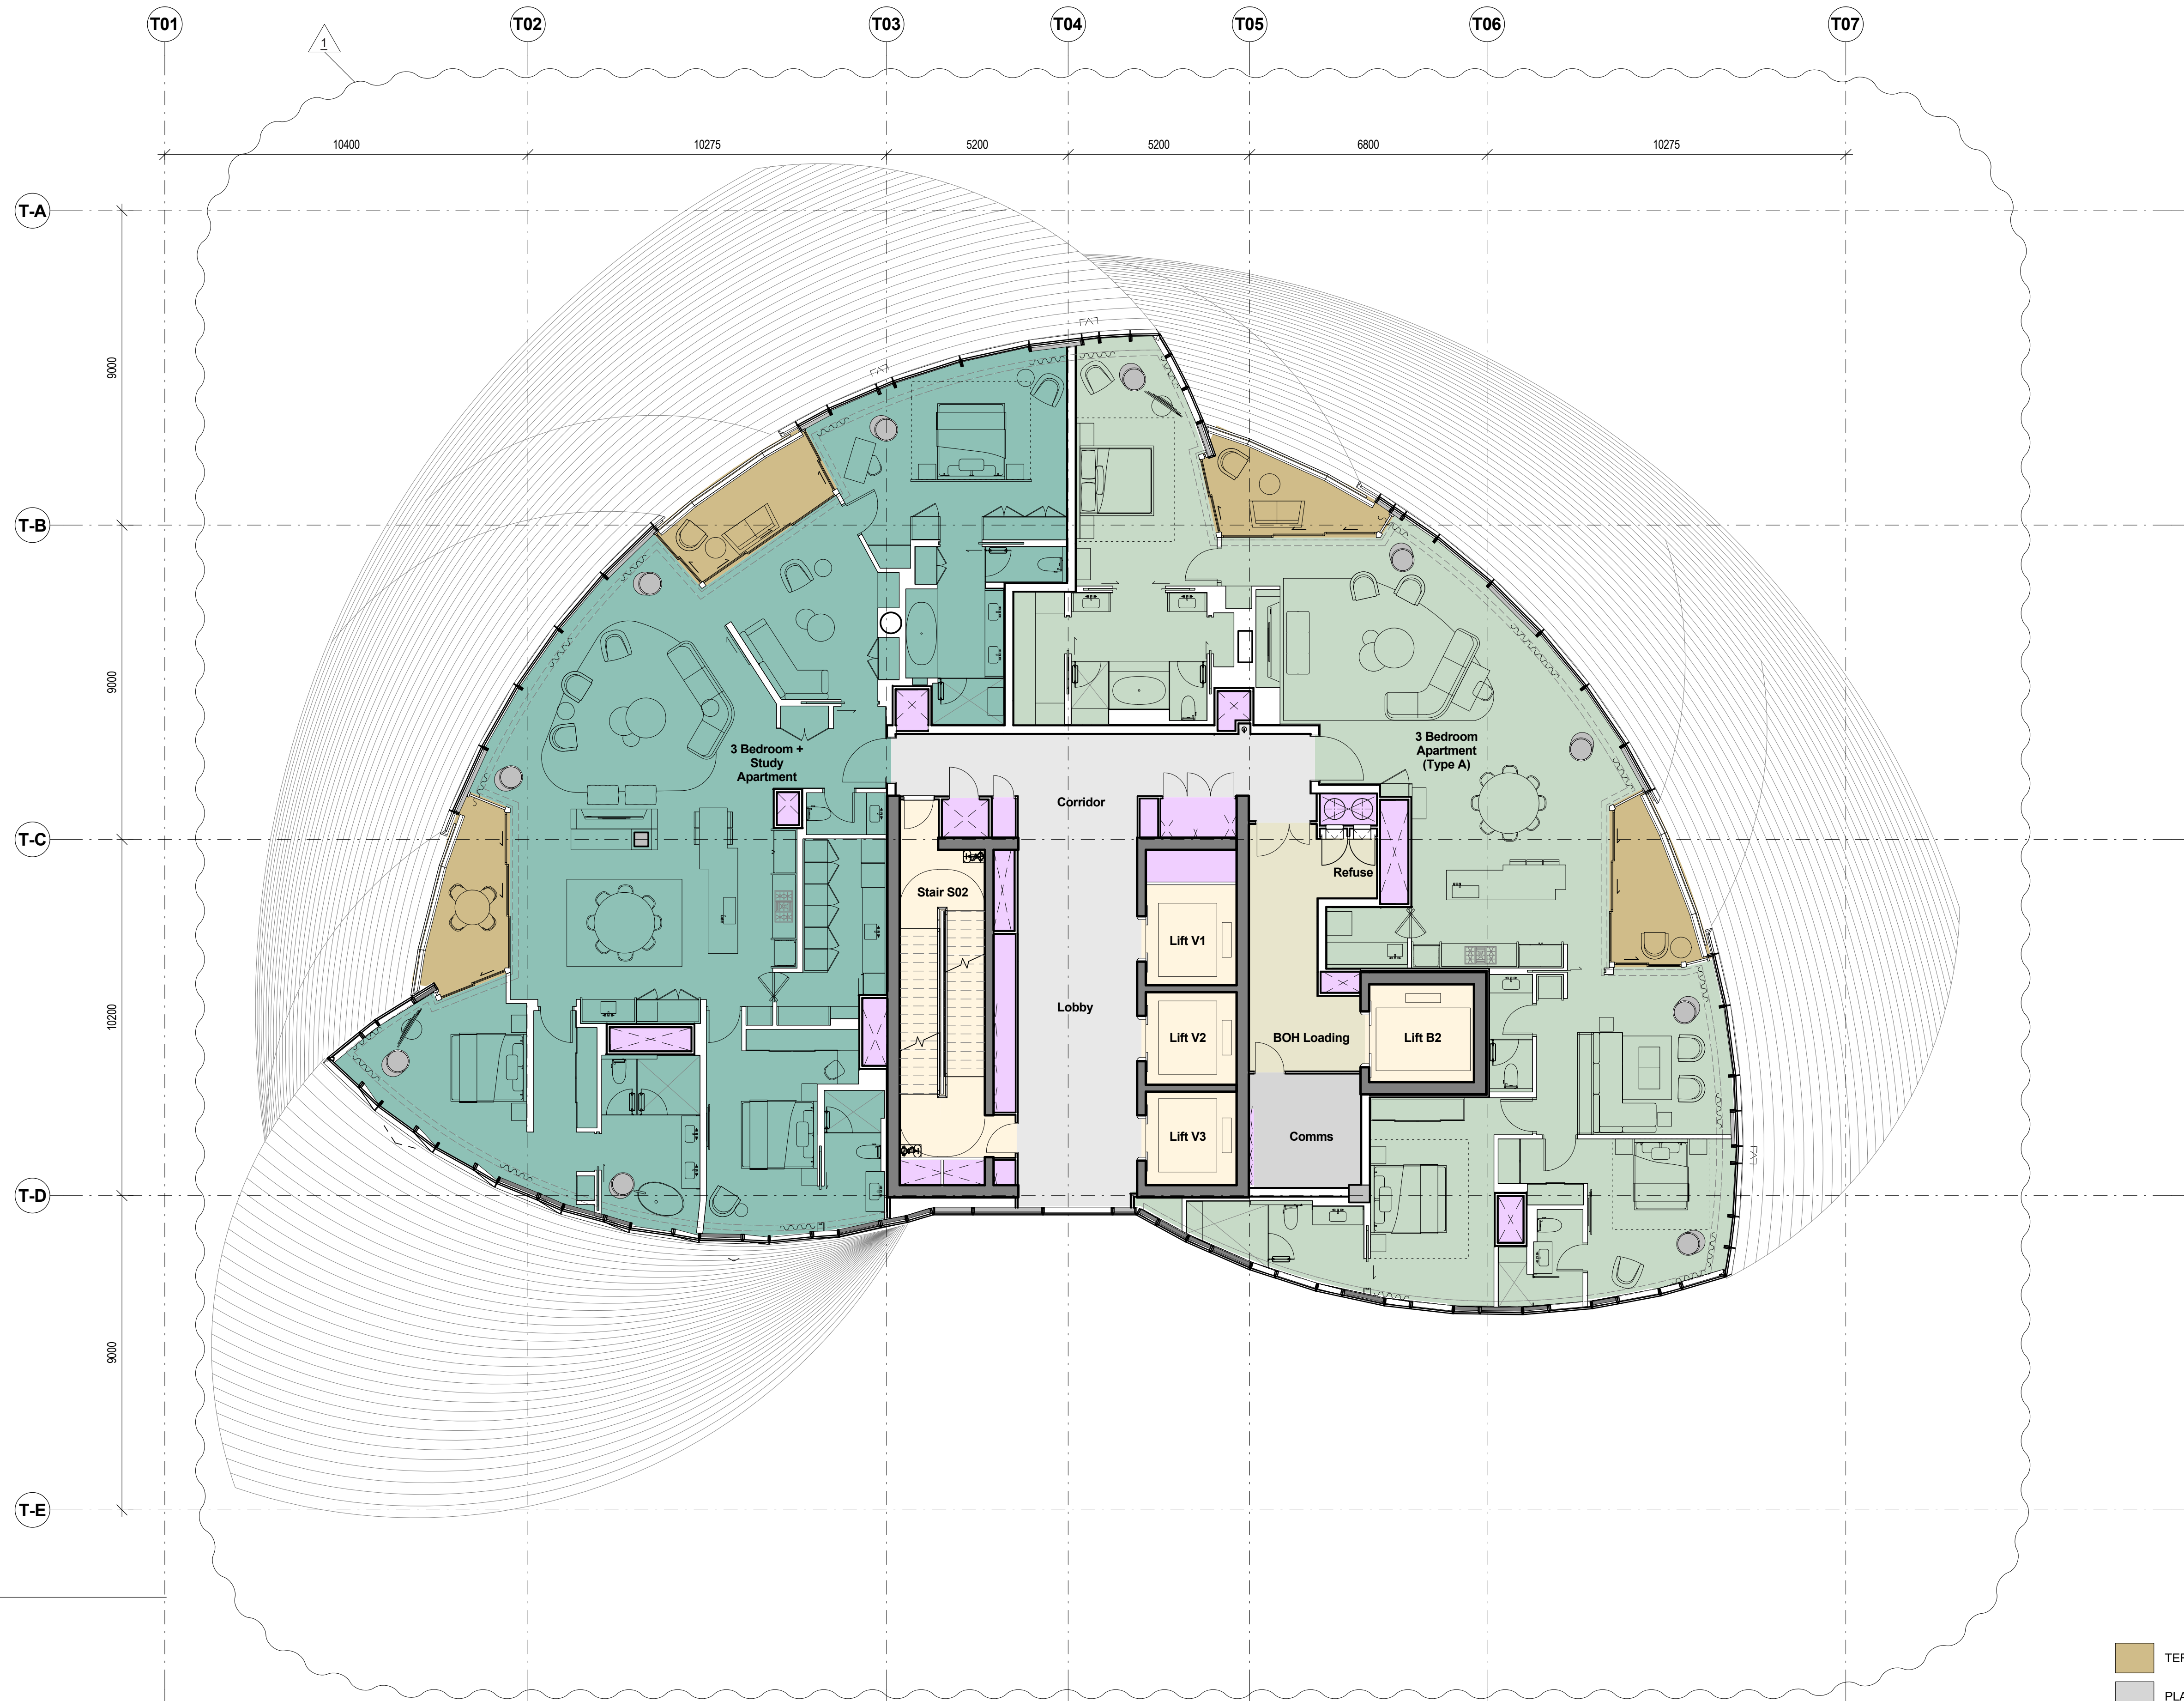 T01
T02
T03
T04
T05
T06
T07
1
10400
10275
5200
5200
6800
10275
T-A
9000
T-B
9000
3 Bedroom +
Study
Apartment
3 Bedroom
Apartment
(Type A)
Corridor
T-C
Refuse
Stair S02
Lift V1
10200
Lobby
Lift V2
BOH Loading
Lift B2
Lift V3
Comms
T-D
9000
T-E